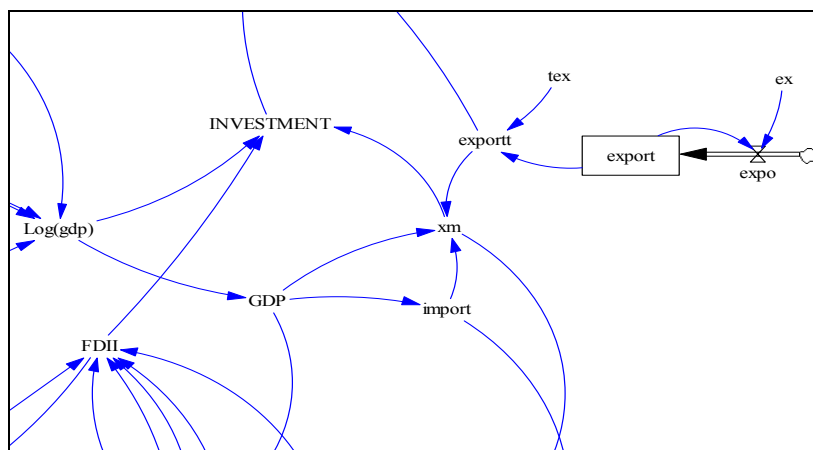 tex
ex
INVESTMENT
exportt
export
expo
Log(gdp)
xm
GDP
import
FDII